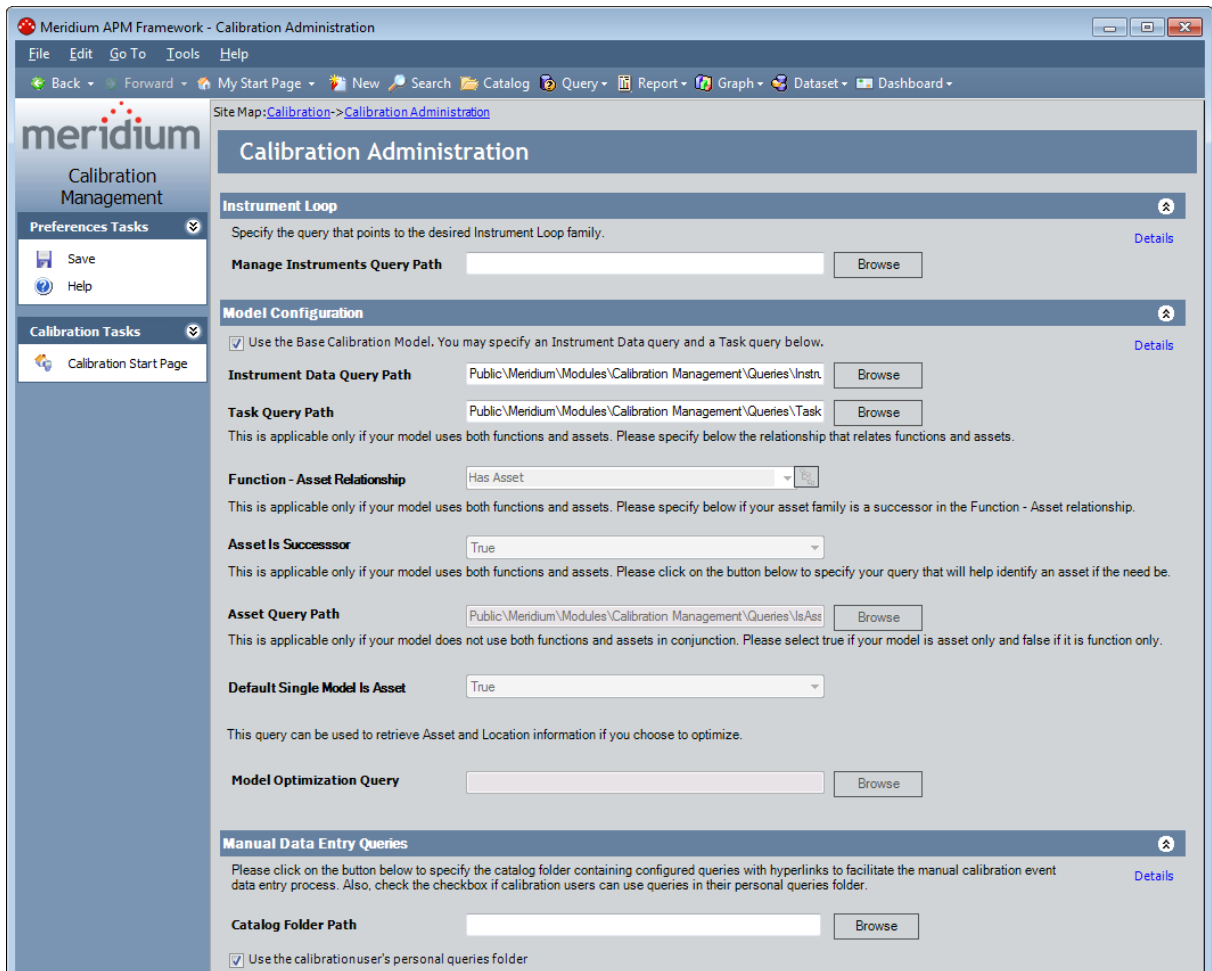 Meridium APM Framework - Calibration Administration
File Edit Go To Tools Help
Back Forward My Start Page New Search Catalog Query Report Graph Dataset Dashboard
meridium
Calibration
Management
Preferences Tasks
Save
Help
Calibration Tasks
Calibration Start Page
Site Map:Calibration->Calibration Administration
Calibration Administration
Instrument Loop
Specify the query that points to the desired Instrument Loop family.
Details
Manage Instruments Query Path Browse
Model Configuration
Use the Base Calibration Model. You may specify an Instrument Data query and a Task query below.
Details
Instrument Data Query Path Public\Meridium\Modules\Calibration Management\Queries\Instru Browse
Task Query Path Public\Meridium\Modules\Calibration Management\Queries\Task Browse
This is applicable only if your model uses both functions and assets. Please specify below the relationship that relates functions and assets.
Function - Asset Relationship Has Asset
This is applicable only if your model uses both functions and assets. Please specify below if your asset family is a successor in the Function - Asset relationship.
Asset Is Successsor True
This is applicable only if your model uses both functions and assets. Please click on the button below to specify your query that will help identify an asset if the need be.
Asset Query Path Public\Meridium\Modules\Calibration Management\Queries\IsAss Browse
This is applicable only if your model does not use both functions and assets in conjunction. Please select true if your model is asset only and false if it is function only.
Default Single Model Is Asset True
This query can be used to retrieve Asset and Location information if you choose to optimize.
Model Optimization Query Browse
Manual Data Entry Queries
Please click on the button below to specify the catalog folder containing configured queries with hyperlinks to facilitate the manual calibration event
data entry process. Also, check the checkbox if calibration users can use queries in their personal queries folder.
Details
Catalog Folder Path Browse
Use the calibration user's personal queries folder